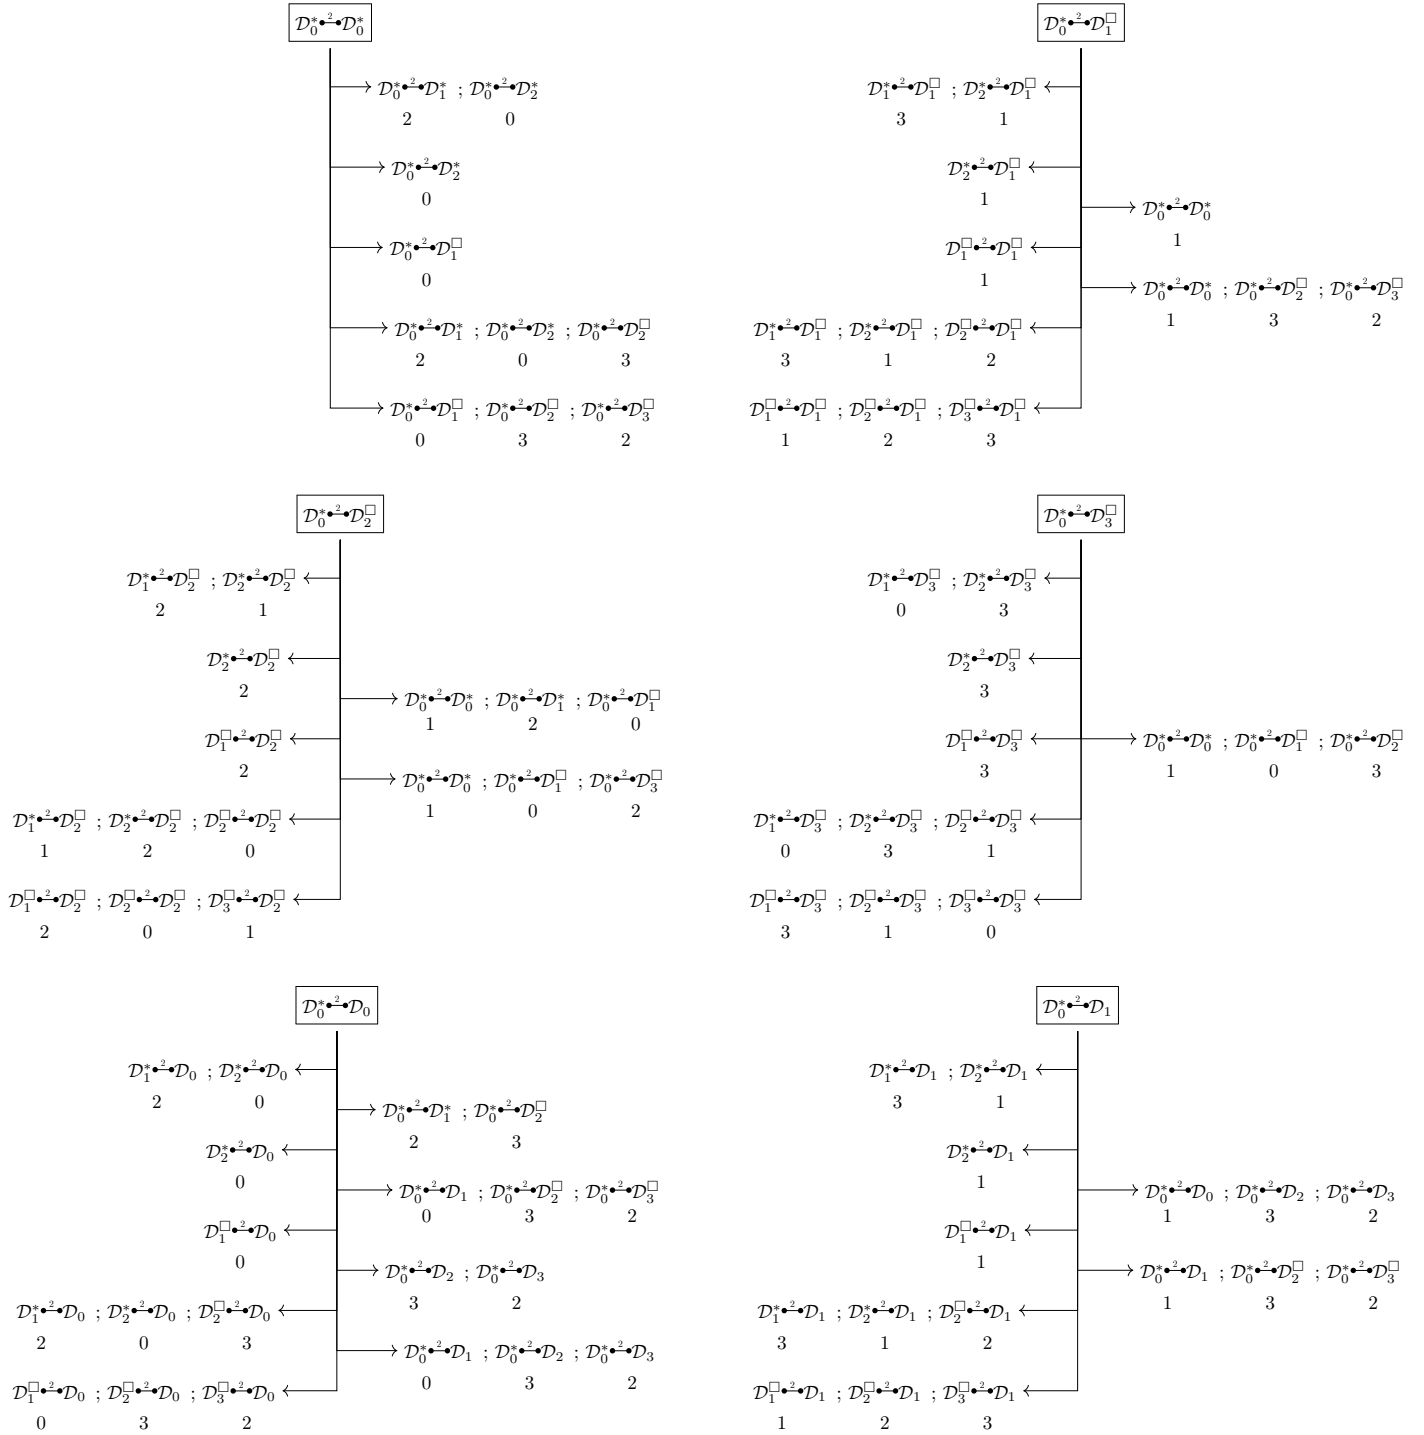 𝒟₀*•²•𝒟₀*
𝒟₀*•²•𝒟₁* ; 𝒟₀*•²•𝒟₂*
2 0
𝒟₀*•²•𝒟₂*
0
𝒟₀*•²•𝒟₁□
0
𝒟₀*•²•𝒟₁* ; 𝒟₀*•²•𝒟₂* ; 𝒟₀*•²•𝒟₂□
2 0 3
𝒟₀*•²•𝒟₁□ ; 𝒟₀*•²•𝒟₂□ ; 𝒟₀*•²•𝒟₃□
0 3 2
𝒟₀*•²•𝒟₁□
𝒟₁*•²•𝒟₁□ ; 𝒟₂*•²•𝒟₁□
3 1
𝒟₂*•²•𝒟₁□
1
𝒟₀*•²•𝒟₀*
1
𝒟₁□•²•𝒟₁□
1
𝒟₀*•²•𝒟₀* ; 𝒟₀*•²•𝒟₂□ ; 𝒟₀*•²•𝒟₃□
1 3 2
𝒟₁*•²•𝒟₁□ ; 𝒟₂*•²•𝒟₁□ ; 𝒟₂□•²•𝒟₁□
3 1 2
𝒟₁□•²•𝒟₁□ ; 𝒟₂□•²•𝒟₁□ ; 𝒟₃□•²•𝒟₁□
1 2 3
𝒟₀*•²•𝒟₂□
𝒟₁*•²•𝒟₂□ ; 𝒟₂*•²•𝒟₂□
2 1
𝒟₂*•²•𝒟₂□
2
𝒟₀*•²•𝒟₀* ; 𝒟₀*•²•𝒟₁* ; 𝒟₀*•²•𝒟₁□
1 2 0
𝒟₁□•²•𝒟₂□
2
𝒟₀*•²•𝒟₀* ; 𝒟₀*•²•𝒟₁□ ; 𝒟₀*•²•𝒟₃□
1 0 2
𝒟₁*•²•𝒟₂□ ; 𝒟₂*•²•𝒟₂□ ; 𝒟₂□•²•𝒟₂□
1 2 0
𝒟₁□•²•𝒟₂□ ; 𝒟₂□•²•𝒟₂□ ; 𝒟₃□•²•𝒟₂□
2 0 1
𝒟₀*•²•𝒟₃□
𝒟₁*•²•𝒟₃□ ; 𝒟₂*•²•𝒟₃□
0 3
𝒟₂*•²•𝒟₃□
3
𝒟₁□•²•𝒟₃□
3
𝒟₀*•²•𝒟₀* ; 𝒟₀*•²•𝒟₁□ ; 𝒟₀*•²•𝒟₂□
1 0 3
𝒟₁*•²•𝒟₃□ ; 𝒟₂*•²•𝒟₃□ ; 𝒟₂□•²•𝒟₃□
0 3 1
𝒟₁□•²•𝒟₃□ ; 𝒟₂□•²•𝒟₃□ ; 𝒟₃□•²•𝒟₃□
3 1 0
𝒟₀*•²•𝒟₀
𝒟₁*•²•𝒟₀ ; 𝒟₂*•²•𝒟₀
2 0
𝒟₀*•²•𝒟₁* ; 𝒟₀*•²•𝒟₂□
2 3
𝒟₂*•²•𝒟₀
0
𝒟₀*•²•𝒟₁ ; 𝒟₀*•²•𝒟₂□ ; 𝒟₀*•²•𝒟₃□
0 3 2
𝒟₁□•²•𝒟₀
0
𝒟₀*•²•𝒟₂ ; 𝒟₀*•²•𝒟₃
3 2
𝒟₁*•²•𝒟₀ ; 𝒟₂*•²•𝒟₀ ; 𝒟₂□•²•𝒟₀
2 0 3
𝒟₀*•²•𝒟₁ ; 𝒟₀*•²•𝒟₂ ; 𝒟₀*•²•𝒟₃
0 3 2
𝒟₁□•²•𝒟₀ ; 𝒟₂□•²•𝒟₀ ; 𝒟₃□•²•𝒟₀
0 3 2
𝒟₀*•²•𝒟₁
𝒟₁*•²•𝒟₁ ; 𝒟₂*•²•𝒟₁
3 1
𝒟₂*•²•𝒟₁
1
𝒟₀*•²•𝒟₀ ; 𝒟₀*•²•𝒟₂ ; 𝒟₀*•²•𝒟₃
1 3 2
𝒟₁□•²•𝒟₁
1
𝒟₀*•²•𝒟₁ ; 𝒟₀*•²•𝒟₂□ ; 𝒟₀*•²•𝒟₃□
1 3 2
𝒟₁*•²•𝒟₁ ; 𝒟₂*•²•𝒟₁ ; 𝒟₂□•²•𝒟₁
3 1 2
𝒟₁□•²•𝒟₁ ; 𝒟₂□•²•𝒟₁ ; 𝒟₃□•²•𝒟₁
1 2 3